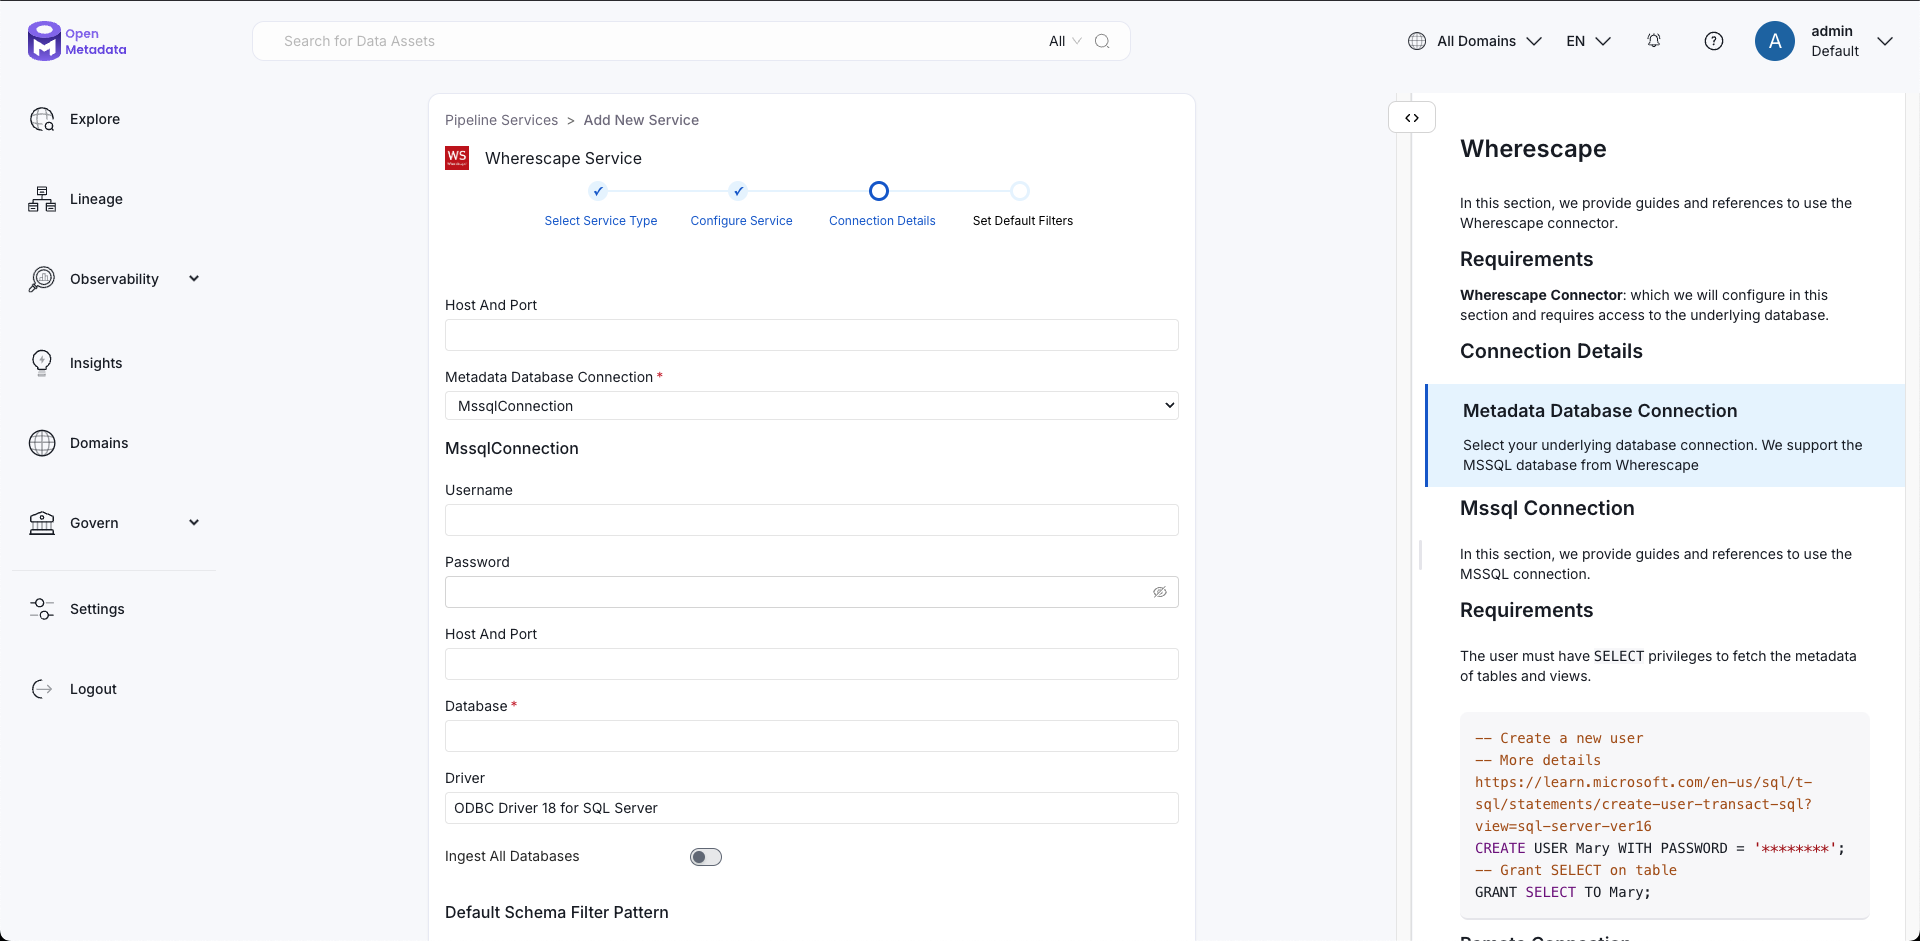 Open
Metadata
Search for Data Assets
All
All Domains
EN
A
admin
Default
Explore
Lineage
Observability
Insights
Domains
Govern
Settings
Logout
Pipeline Services > Add New Service
WS
Wherescape Service
Select Service Type
Configure Service
Connection Details
Set Default Filters
Host And Port
Metadata Database Connection *
MssqlConnection
MssqlConnection
Username
Password
Host And Port
Database *
Driver
ODBC Driver 18 for SQL Server
Ingest All Databases
Default Schema Filter Pattern
Wherescape
In this section, we provide guides and references to use the
Wherescape connector.
Requirements
Wherescape Connector: which we will configure in this
section and requires access to the underlying database.
Connection Details
Metadata Database Connection
Select your underlying database connection. We support the
MSSQL database from Wherescape
Mssql Connection
In this section, we provide guides and references to use the
MSSQL connection.
Requirements
The user must have SELECT privileges to fetch the metadata
of tables and views.
-- Create a new user
-- More details
https://learn.microsoft.com/en-us/sql/t-
sql/statements/create-user-transact-sql?
view=sql-server-ver16
CREATE USER Mary WITH PASSWORD = '********';
-- Grant SELECT on table
GRANT SELECT TO Mary;
Remote Connection